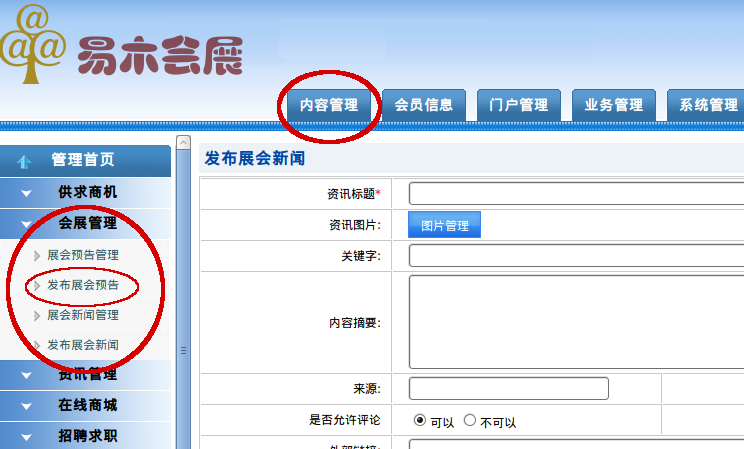 易木会展
内容管理 会员信息 门户管理 业务管理 系统管理
管理首页
供求商机
会展管理
展会预告管理
发布展会预告
展会新闻管理
发布展会新闻
资讯管理
在线商城
招聘求职
发布展会新闻
资讯标题*
资讯图片: 图片管理
关键字:
内容摘要:
来源:
是否允许评论 可以 不可以
外部链接: